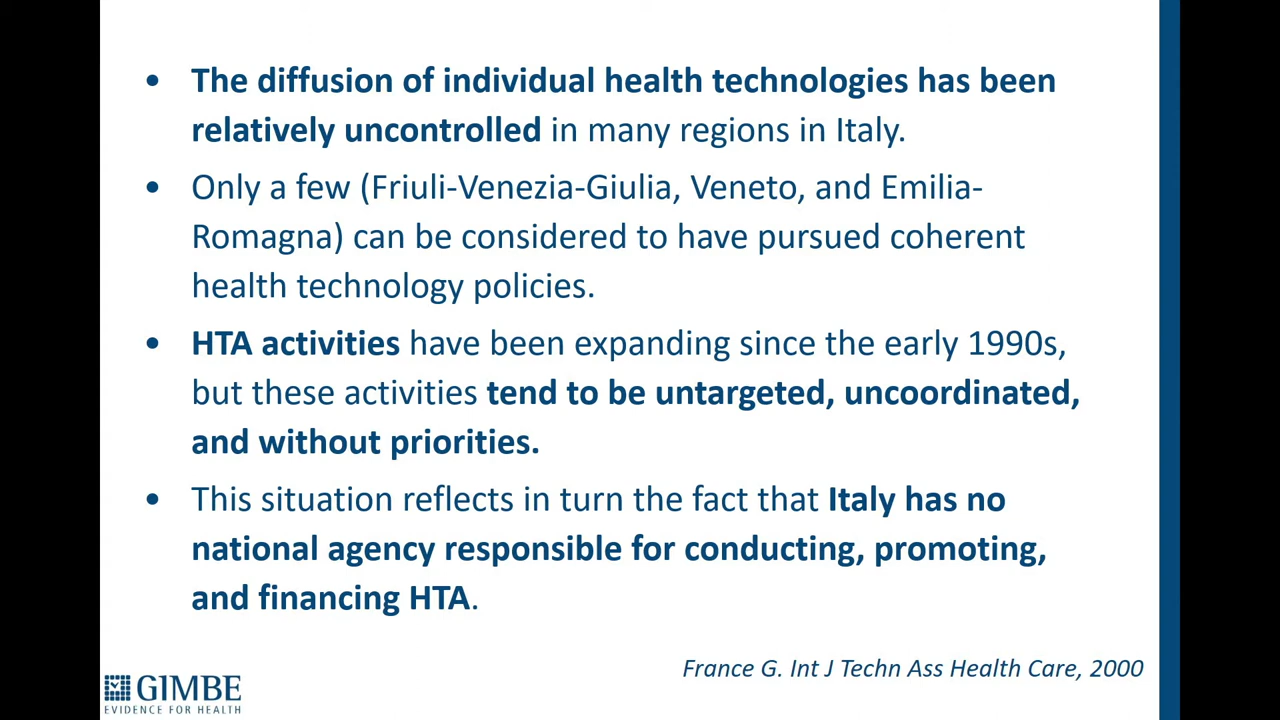 • The diffusion of individual health technologies has been
relatively uncontrolled in many regions in Italy.
• Only a few (Friuli-Venezia-Giulia, Veneto, and Emilia-
Romagna) can be considered to have pursued coherent
health technology policies.
• HTA activities have been expanding since the early 1990s,
but these activities tend to be untargeted, uncoordinated,
and without priorities.
• This situation reflects in turn the fact that Italy has no
national agency responsible for conducting, promoting,
and financing HTA.
France G. Int J Techn Ass Health Care, 2000
GIMBE
EVIDENCE FOR HEALTH